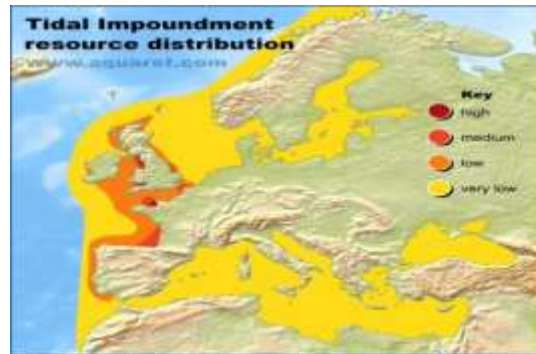 Tidal Impoundment
resource distribution
www.aquaret.com
Key
high
medium
low
very low